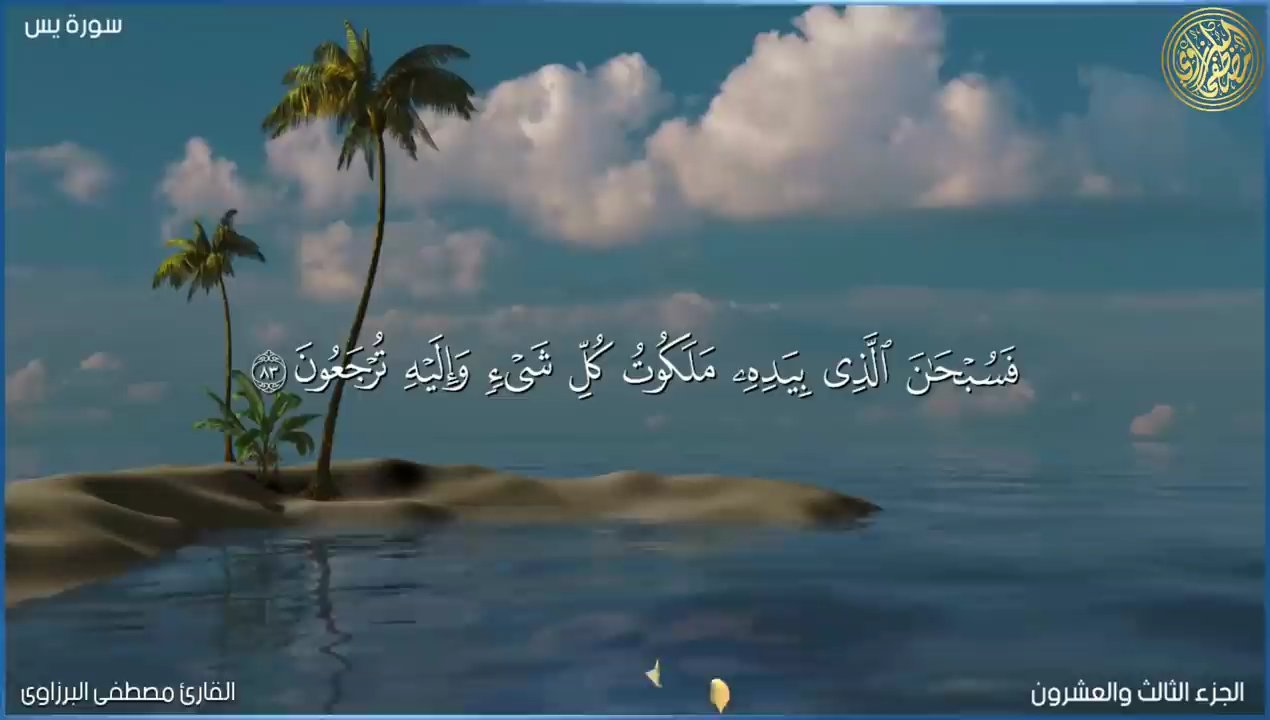 سورة يس
فَسُبْحَٰنَ ٱلَّذِى بِيَدِهِۦ مَلَكُوتُ كُلِّ شَىْءٍ وَإِلَيْهِ تُرْجَعُونَ ٨٣
الجزء الثالث والعشرون
القارئ مصطفى البرزاوى